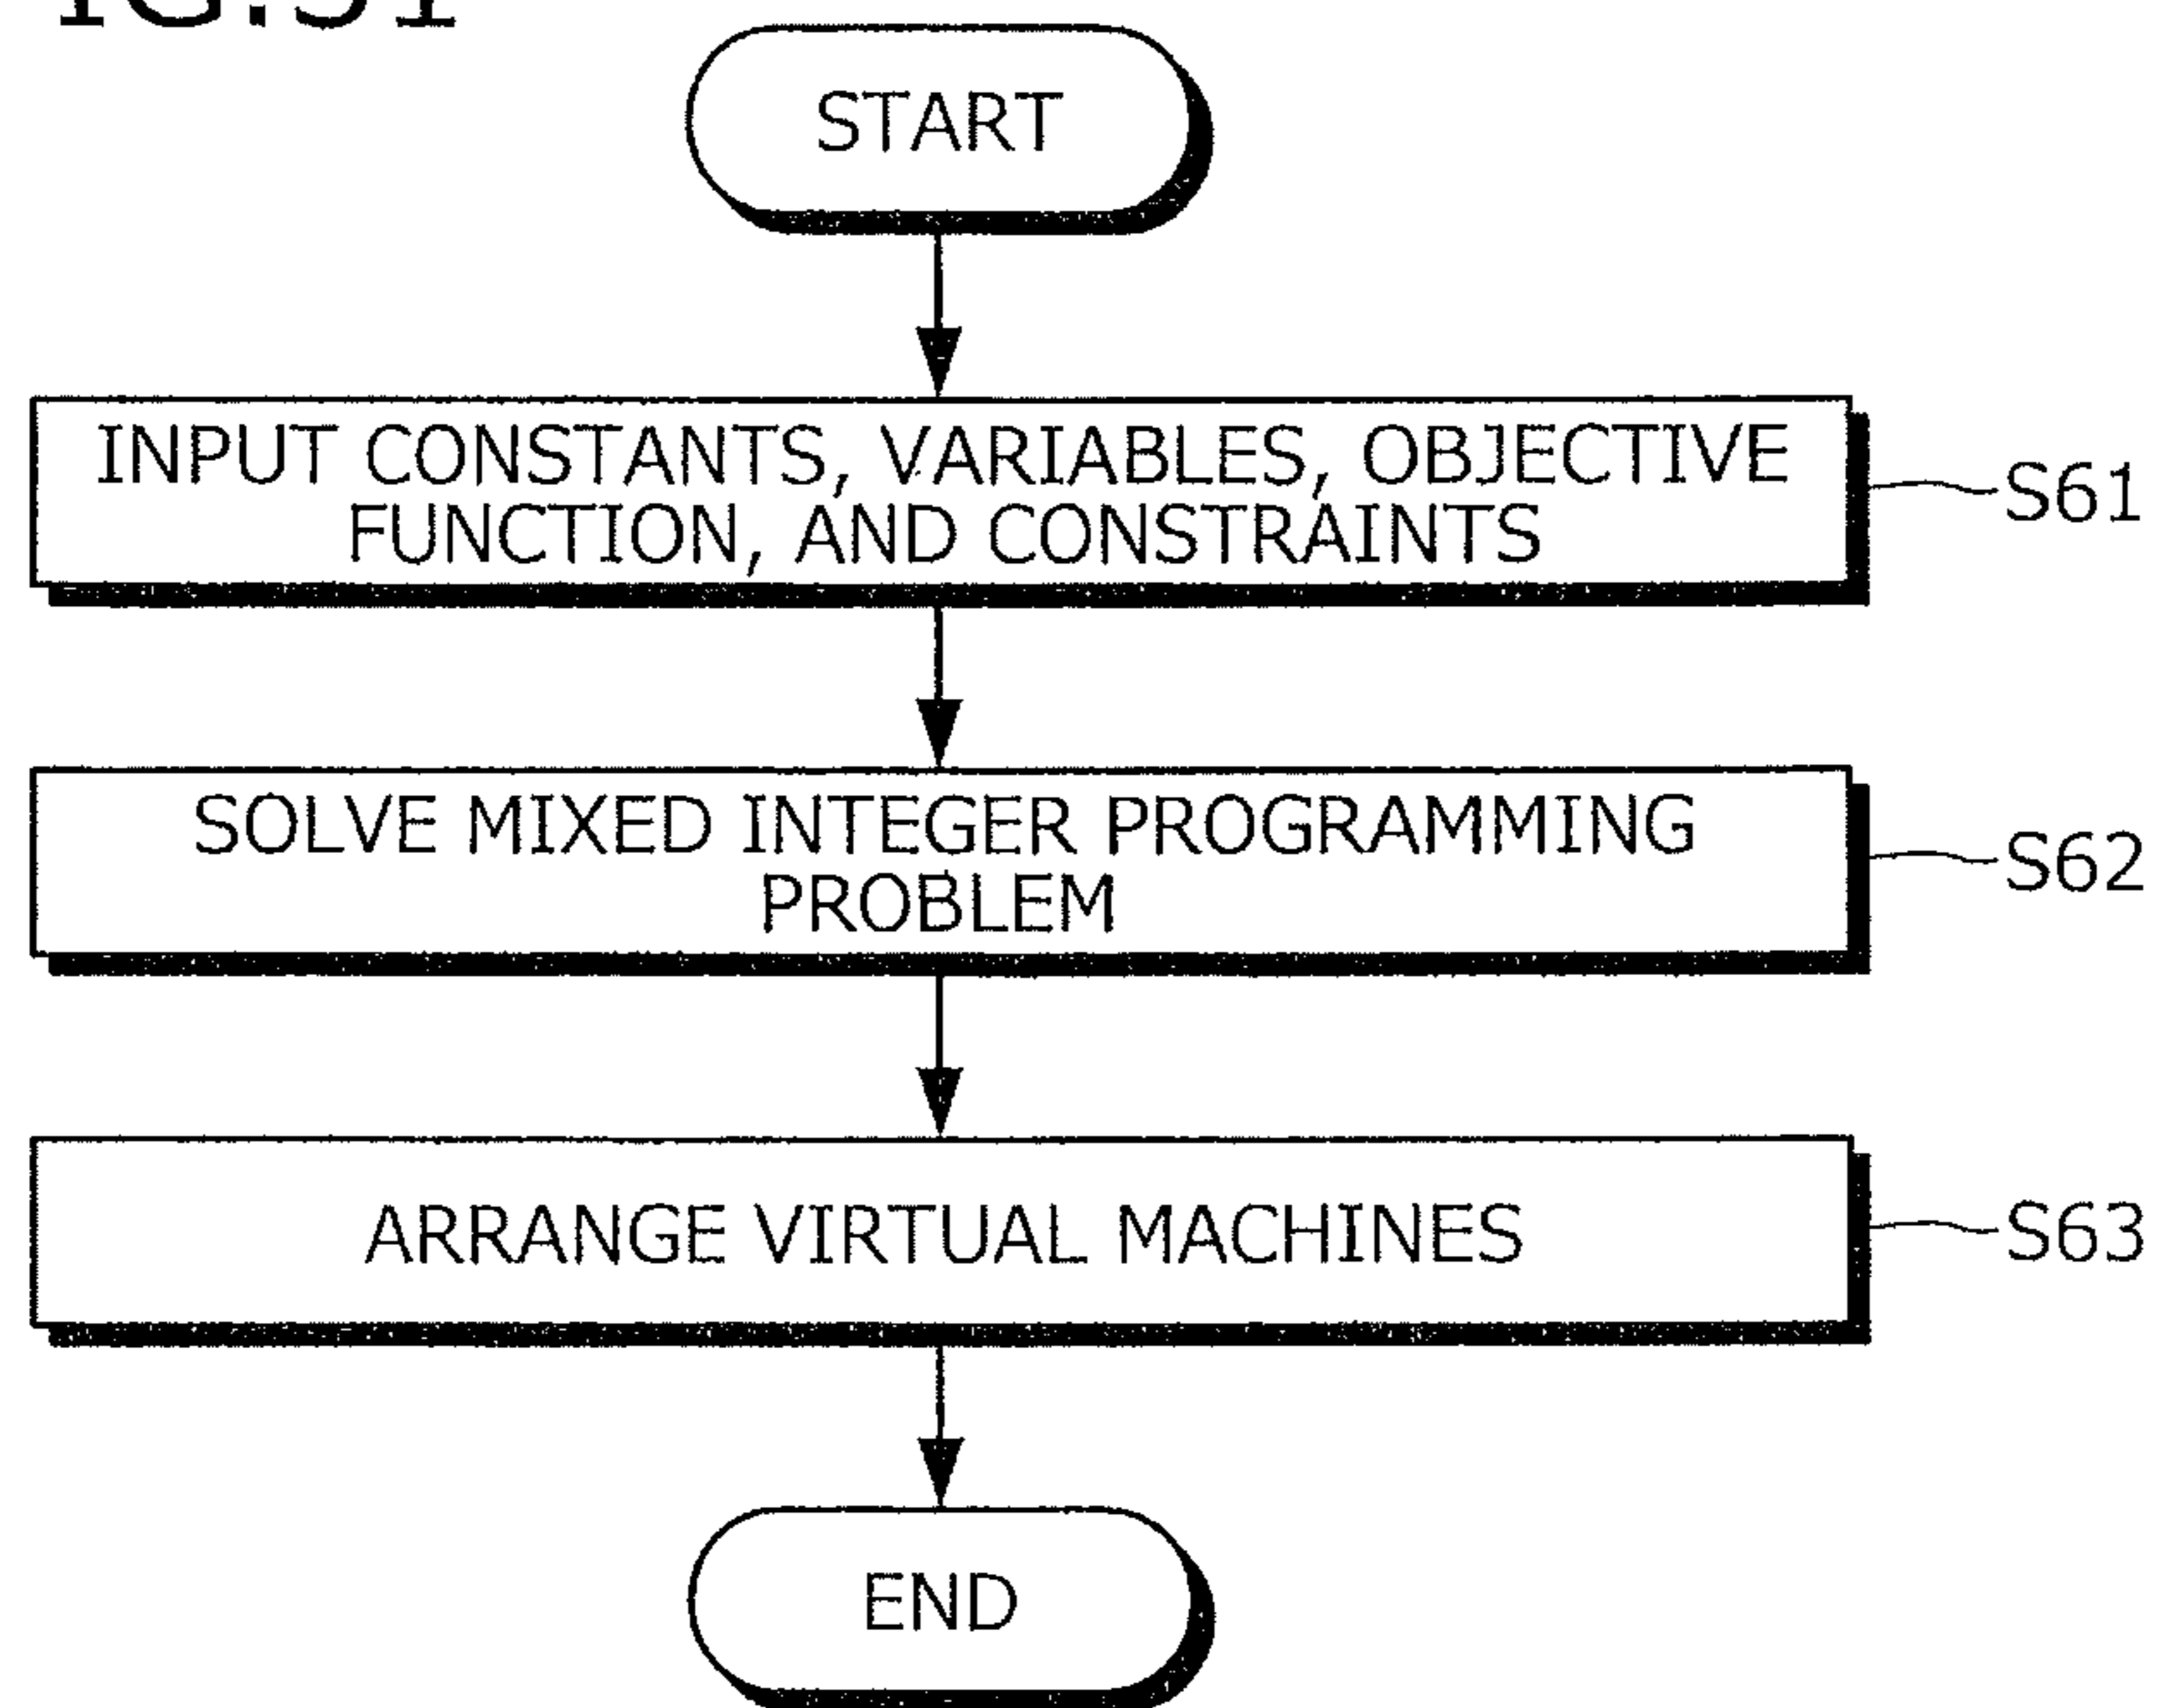 START
INPUT CONSTANTS, VARIABLES, OBJECTIVE
FUNCTION, AND CONSTRAINTS
S61
SOLVE MIXED INTEGER PROGRAMMING
PROBLEM
S62
ARRANGE VIRTUAL MACHINES
S63
END